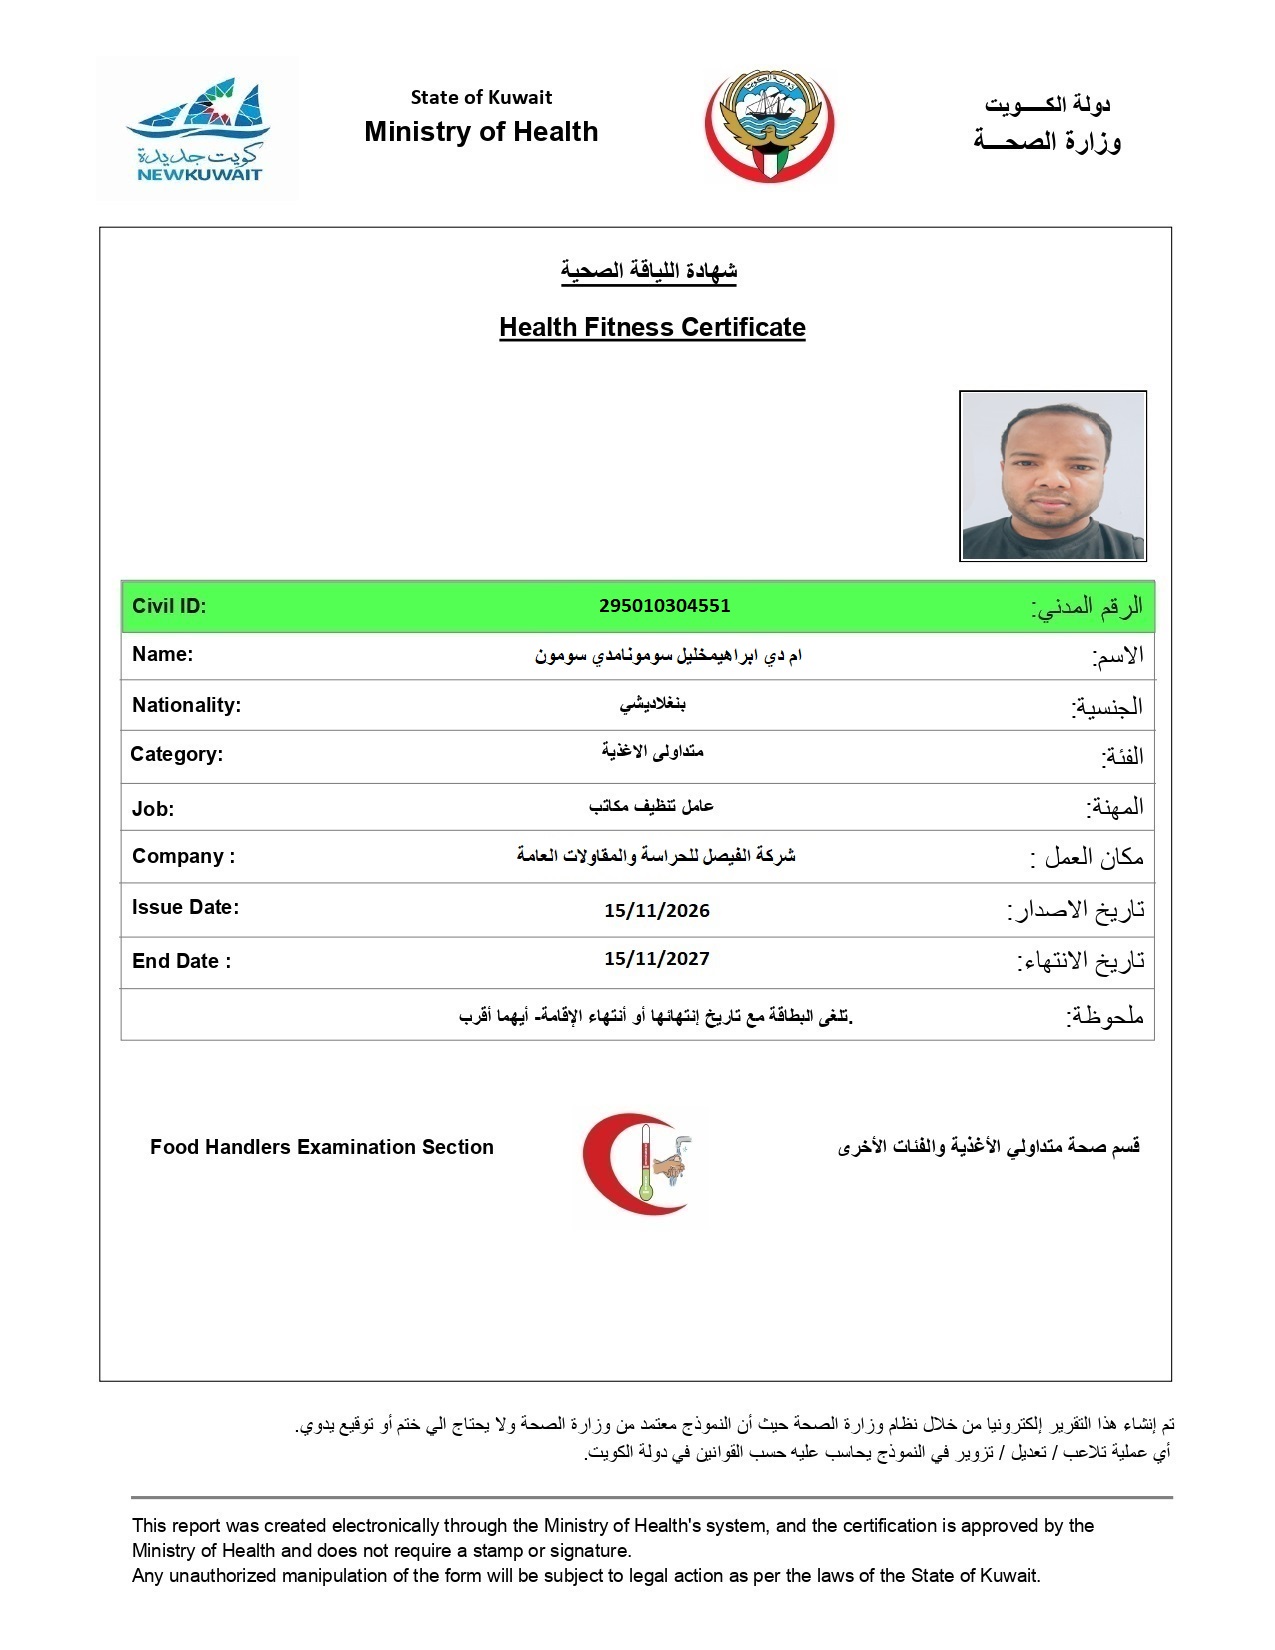 كويت جديدة
NEWKUWAIT
State of Kuwait
Ministry of Health
دولة الكويت
دولة الكـــــويت
وزارة الصحـــة
شهادة اللياقة الصحية
Health Fitness Certificate
Civil ID: 295010304551 الرقم المدني:
Name: ام دي ابراهيمخليل سومونامدي سومون الاسم:
Nationality: بنغلاديشي الجنسية:
Category: متداولى الاغذية الفئة:
Job: عامل تنظيف مكاتب المهنة:
Company : شركة الفيصل للحراسة والمقاولات العامة مكان العمل :
Issue Date: 15/11/2026 تاريخ الاصدار:
End Date : 15/11/2027 تاريخ الانتهاء:
ملحوظة: تلغى البطاقة مع تاريخ إنتهائها أو أنتهاء الإقامة- أيهما أقرب.
Food Handlers Examination Section قسم صحة متداولي الأغذية والفئات الأخرى
تم إنشاء هذا التقرير إلكترونيا من خلال نظام وزارة الصحة حيث أن النموذج معتمد من وزارة الصحة ولا يحتاج الي ختم أو توقيع يدوي.
أي عملية تلاعب / تعديل / تزوير في النموذج يحاسب عليه حسب القوانين في دولة الكويت.
This report was created electronically through the Ministry of Health's system, and the certification is approved by the
Ministry of Health and does not require a stamp or signature.
Any unauthorized manipulation of the form will be subject to legal action as per the laws of the State of Kuwait.